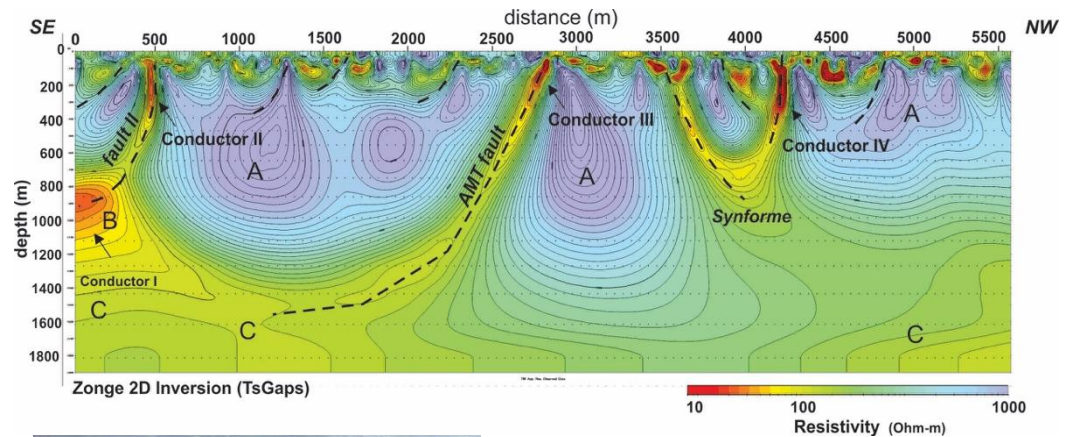 distance (m)
SE
NW
0 500 1000 1500 2000 2500 3000 3500 4000 4500 5000 5500
depth (m)
0
200
400
600
800
1000
1200
1400
1600
1800
fault II
Conductor II
A
AMT fault
Conductor III
A
Conductor IV
A
Synforme
B
Conductor I
C
C
C
Zonge 2D Inversion (TsGaps)
10 100 1000
Resistivity (Ohm-m)